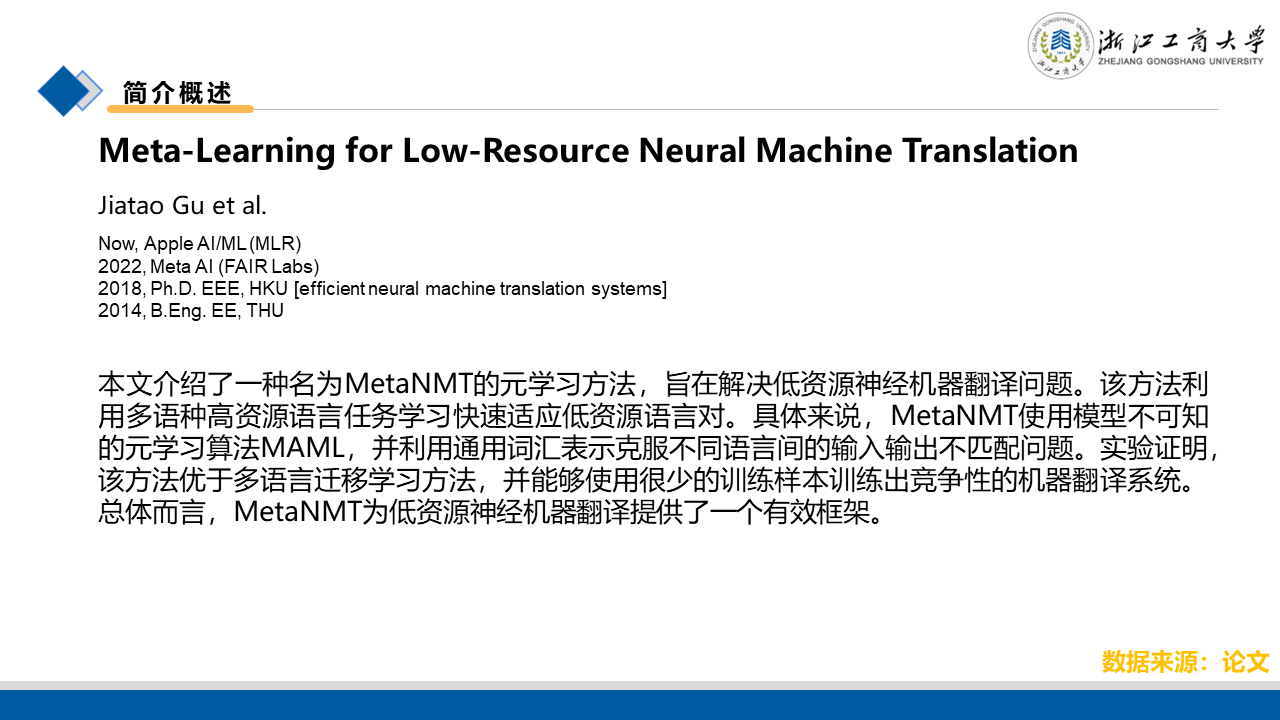 浙江工商大学
ZHEJIANG GONGSHANG UNIVERSITY
简介概述
Meta-Learning for Low-Resource Neural Machine Translation
Jiatao Gu et al.
Now, Apple AI/ML (MLR)
2022, Meta AI (FAIR Labs)
2018, Ph.D. EEE, HKU [efficient neural machine translation systems]
2014, B.Eng. EE, THU
本文介绍了一种名为MetaNMT的元学习方法，旨在解决低资源神经机器翻译问题。该方法利
用多语种高资源语言任务学习快速适应低资源语言对。具体来说，MetaNMT使用模型不可知
的元学习算法MAML，并利用通用词汇表示克服不同语言间的输入输出不匹配问题。实验证明，
该方法优于多语言迁移学习方法，并能够使用很少的训练样本训练出竞争性的机器翻译系统。
总体而言，MetaNMT为低资源神经机器翻译提供了一个有效框架。
数据来源：论文